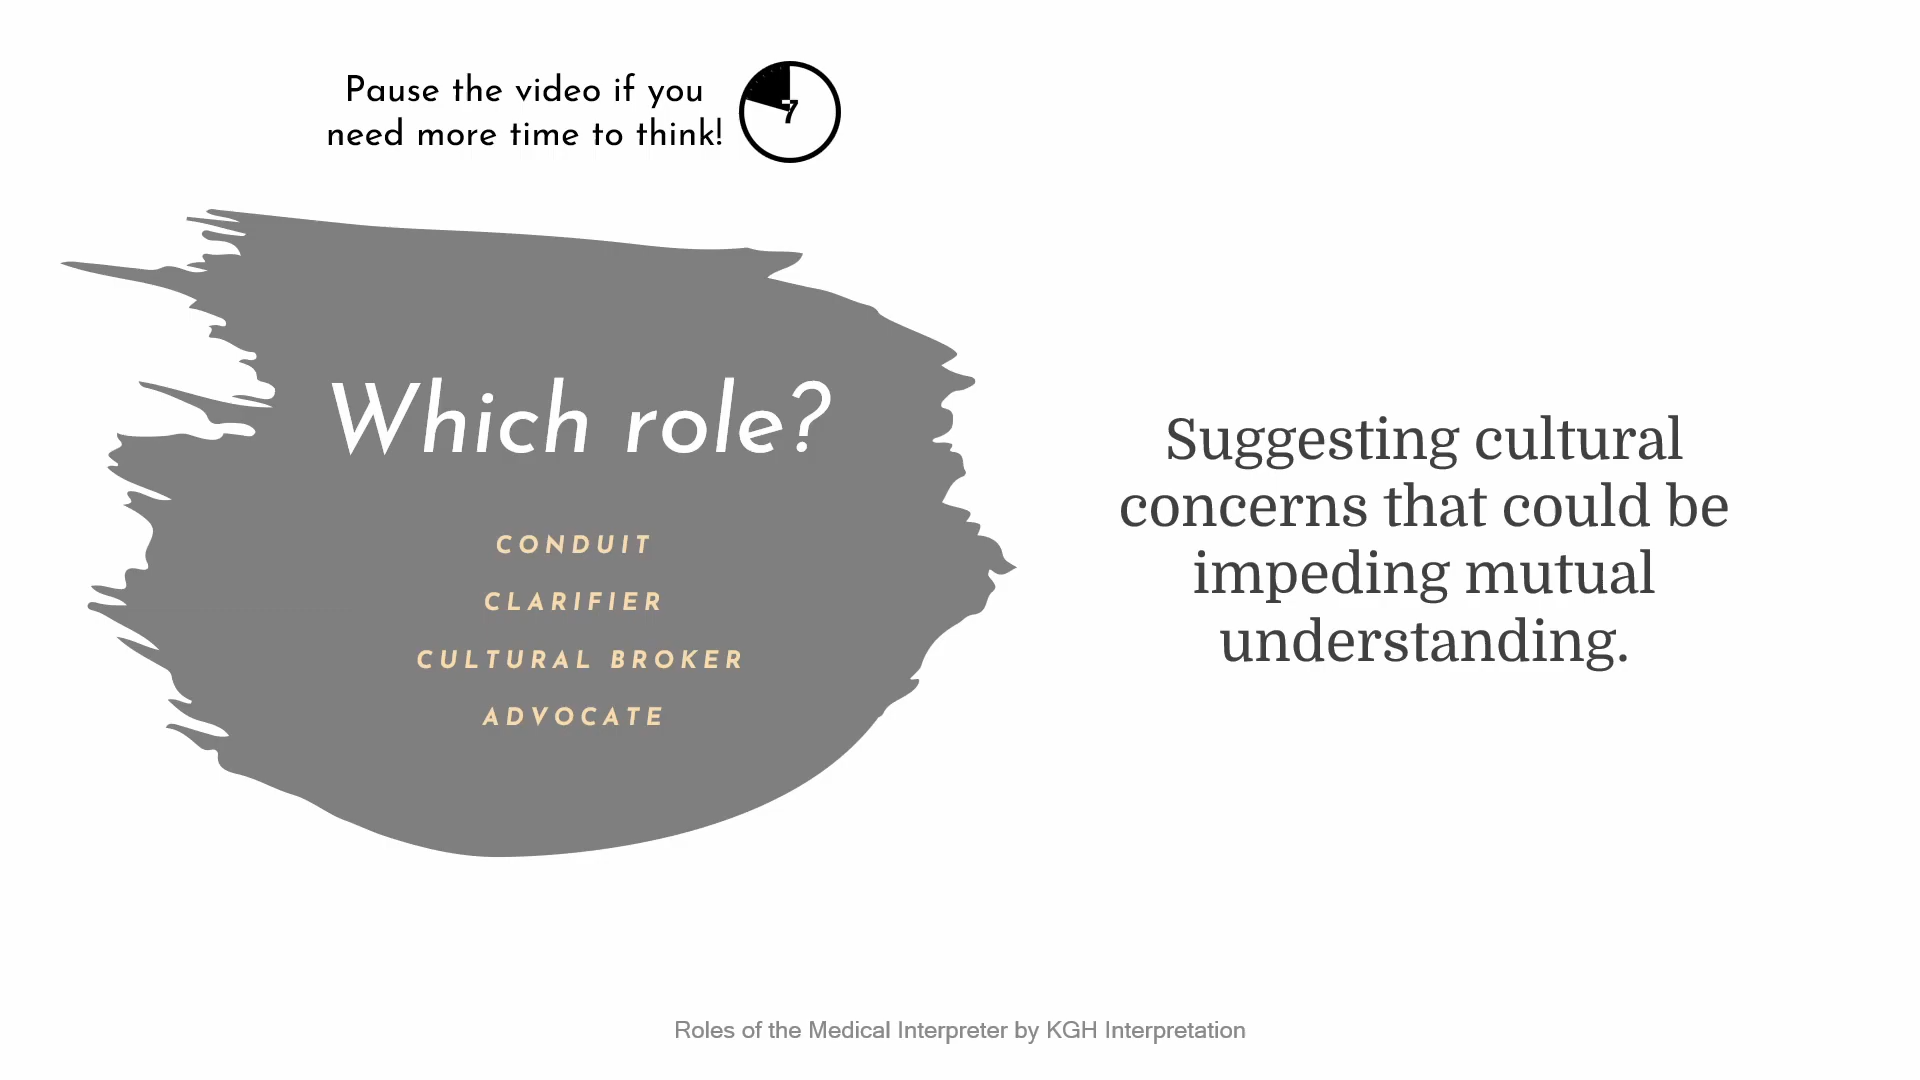 Pause the video if you
need more time to think!
7
Which role?
CONDUIT
CLARIFIER
CULTURAL BROKER
ADVOCATE
Suggesting cultural
concerns that could be
impeding mutual
understanding.
Roles of the Medical Interpreter by KGH Interpretation